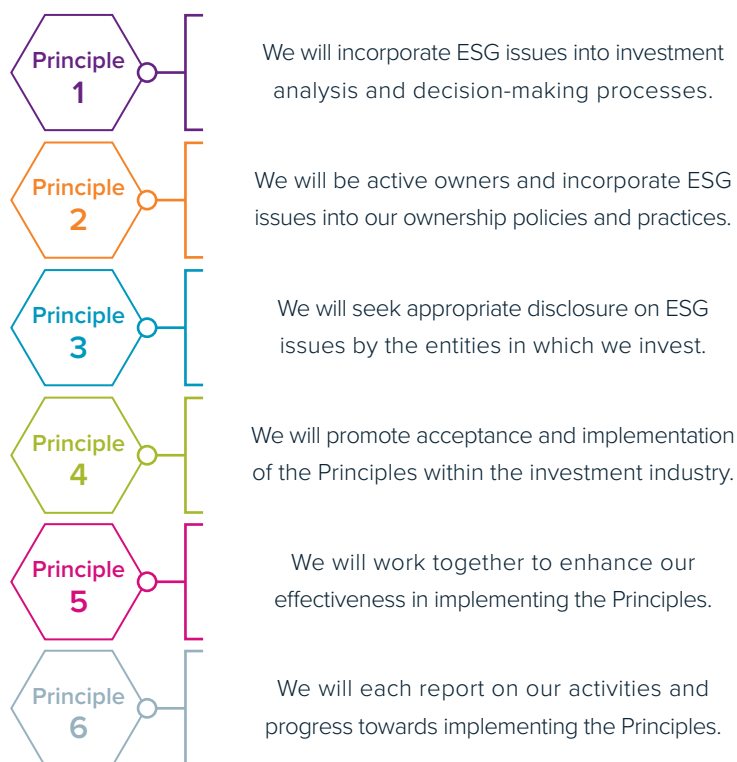 Principle
1
We will incorporate ESG issues into investment
analysis and decision-making processes.
Principle
2
We will be active owners and incorporate ESG
issues into our ownership policies and practices.
Principle
3
We will seek appropriate disclosure on ESG
issues by the entities in which we invest.
Principle
4
We will promote acceptance and implementation
of the Principles within the investment industry.
Principle
5
We will work together to enhance our
effectiveness in implementing the Principles.
Principle
6
We will each report on our activities and
progress towards implementing the Principles.